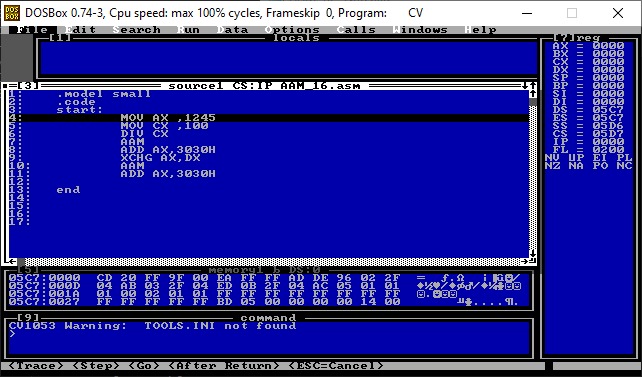 DOSBox 0.74-3, Cpu speed: max 100% cycles, Frameskip 0, Program: CV
File Edit Search Run Data Options Calls Windows Help
[1] locals
[3] source1 CS:IP AAM_16.asm
1: .model small
2: .code
3: start:
4: MOV AX ,1245
5: MOV CX ,100
6: DIV CX
7: AAM
8: ADD AX,3030H
9: XCHG AX,DX
10: AAM
11: ADD AX,3030H
12:
13: end
14:
15:
16:
17:
[7]reg
AX = 0000
BX = 0000
CX = 0000
DX = 0000
SP = 0000
BP = 0000
SI = 0000
DI = 0000
DS = 05C7
ES = 05C7
SS = 05D6
CS = 05D7
IP = 0000
FL = 0200
NV UP EI PL
NZ NA PO NC
[5] memory1 b DS:0
05C7:0000 CD 20 FF 9F 00 EA FF FF AD DE 96 02 2F
05C7:000D 04 AB 03 2F 04 ED 0B 2F 04 AC 05 01 01
05C7:001A 01 00 02 01 01 FF FF FF FF FF FF FF FF
05C7:0027 FF FF FF FF FF BD 05 00 00 00 00 14 00
[9] command
CV1053 Warning: TOOLS.INI not found
>
<Trace> <Step> <Go> <After Return> <ESC=Cancel>